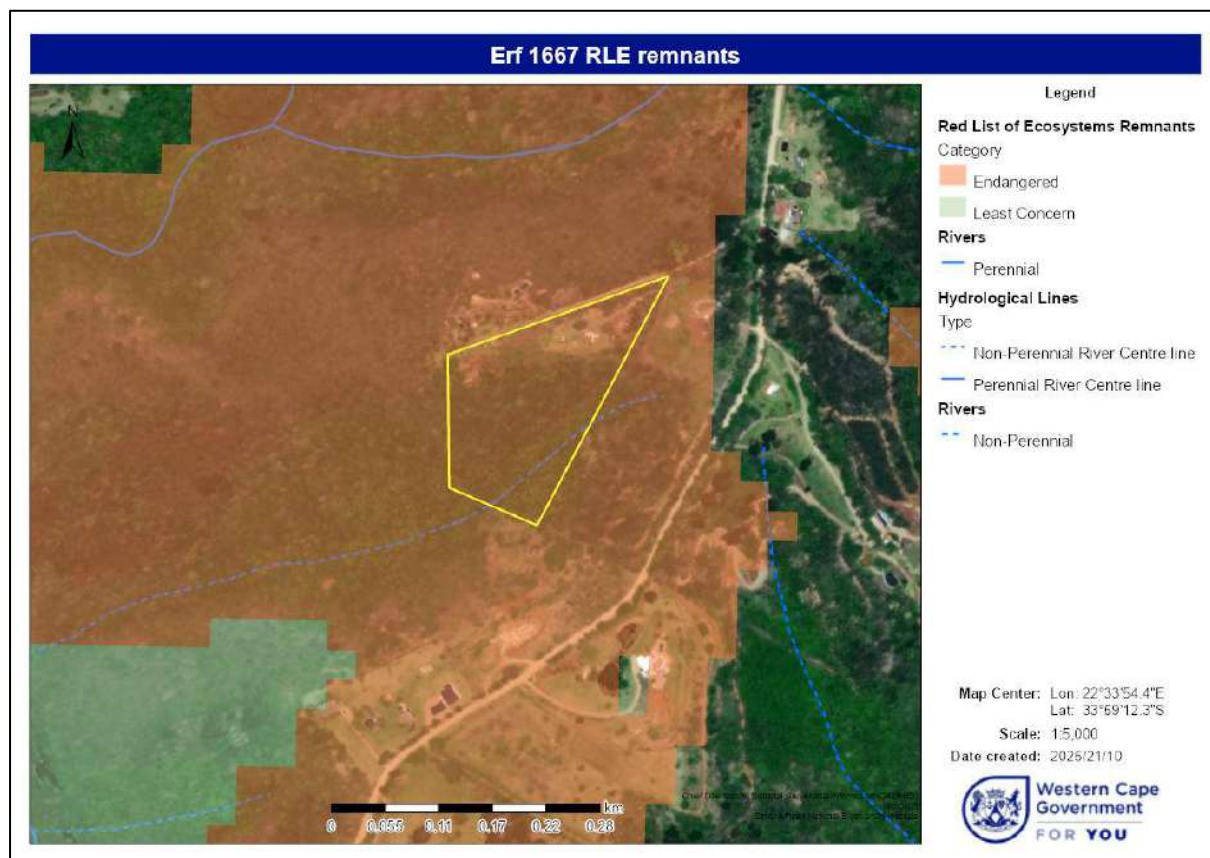 Erf 1667 RLE remnants
N
Legend
Red List of Ecosystems Remnants
Category
Endangered
Least Concern
Rivers
Perennial
Hydrological Lines
Type
Non-Perennial River Centre line
Perennial River Centre line
Rivers
Non-Perennial
Map Center: Lon: 22°33'54.4"E
Lat: 33°59'12.3"S
Scale: 1:5,000
Date created: 2025/21/10
Western Cape
Government
FOR YOU
km
0 0.055 0.11 0.17 0.22 0.28